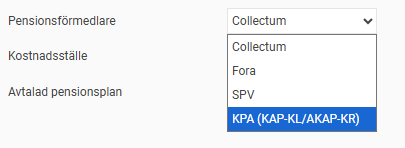 Pensionsförmedlare Collectum
Collectum
Kostnadsställe
Fora
Avtalad pensionsplan
SPV
KPA (KAP-KL/AKAP-KR)